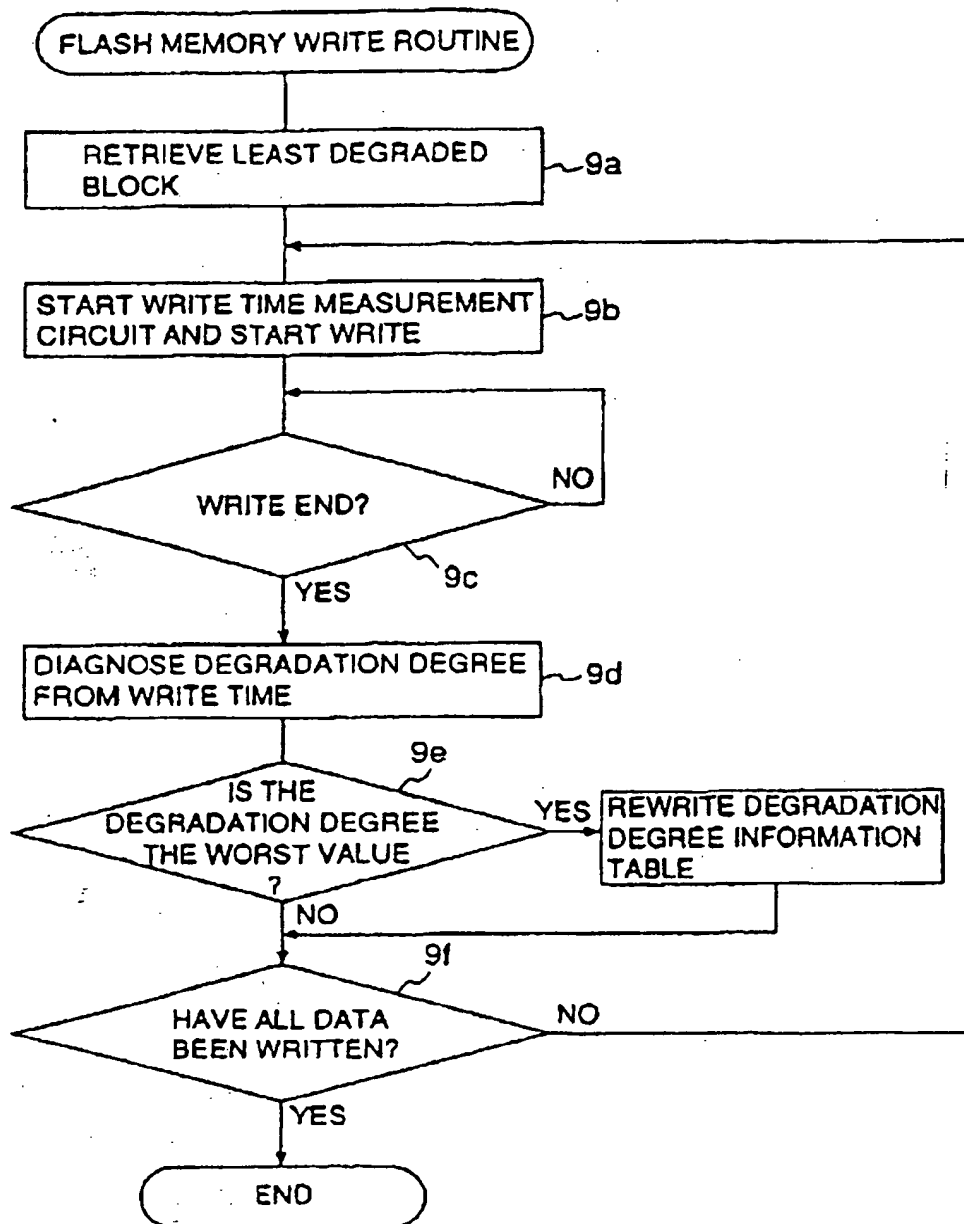 FLASH MEMORY WRITE ROUTINE
RETRIEVE LEAST DEGRADED
BLOCK
9a
START WRITE TIME MEASUREMENT
CIRCUIT AND START WRITE
9b
WRITE END?
NO
9c
YES
DIAGNOSE DEGRADATION DEGREE
FROM WRITE TIME
9d
9e
IS THE
DEGRADATION DEGREE
THE WORST VALUE
?
YES
REWRITE DEGRADATION
DEGREE INFORMATION
TABLE
NO
9f
HAVE ALL DATA
BEEN WRITTEN?
NO
YES
END